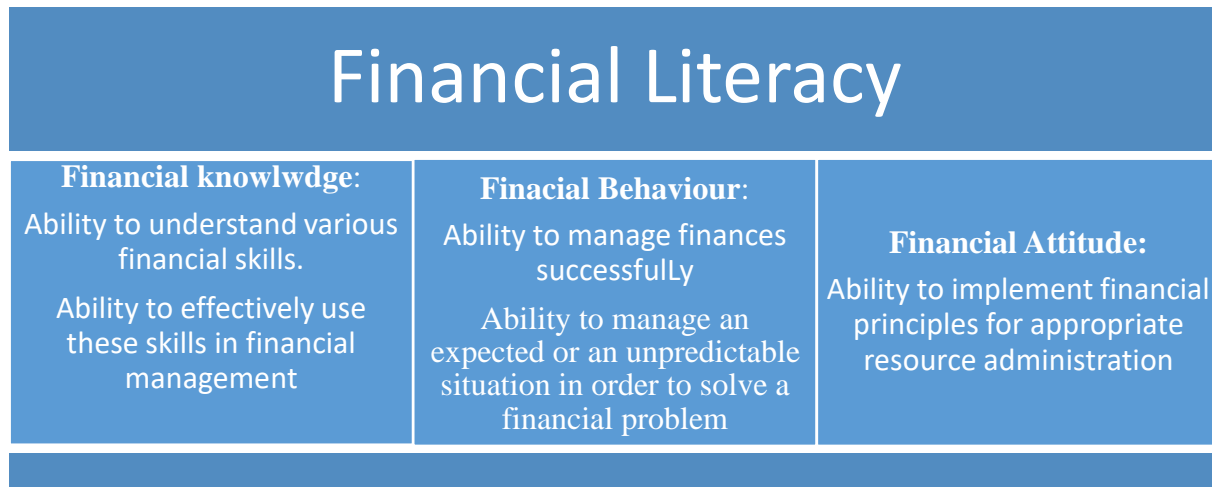 Financial Literacy
Financial knowlwdge:
Ability to understand various
financial skills.
Ability to effectively use
these skills in financial
management
Finacial Behaviour:
Ability to manage finances
successfulLy
Ability to manage an
expected or an unpredictable
situation in order to solve a
financial problem
Financial Attitude:
Ability to implement financial
principles for appropriate
resource administration